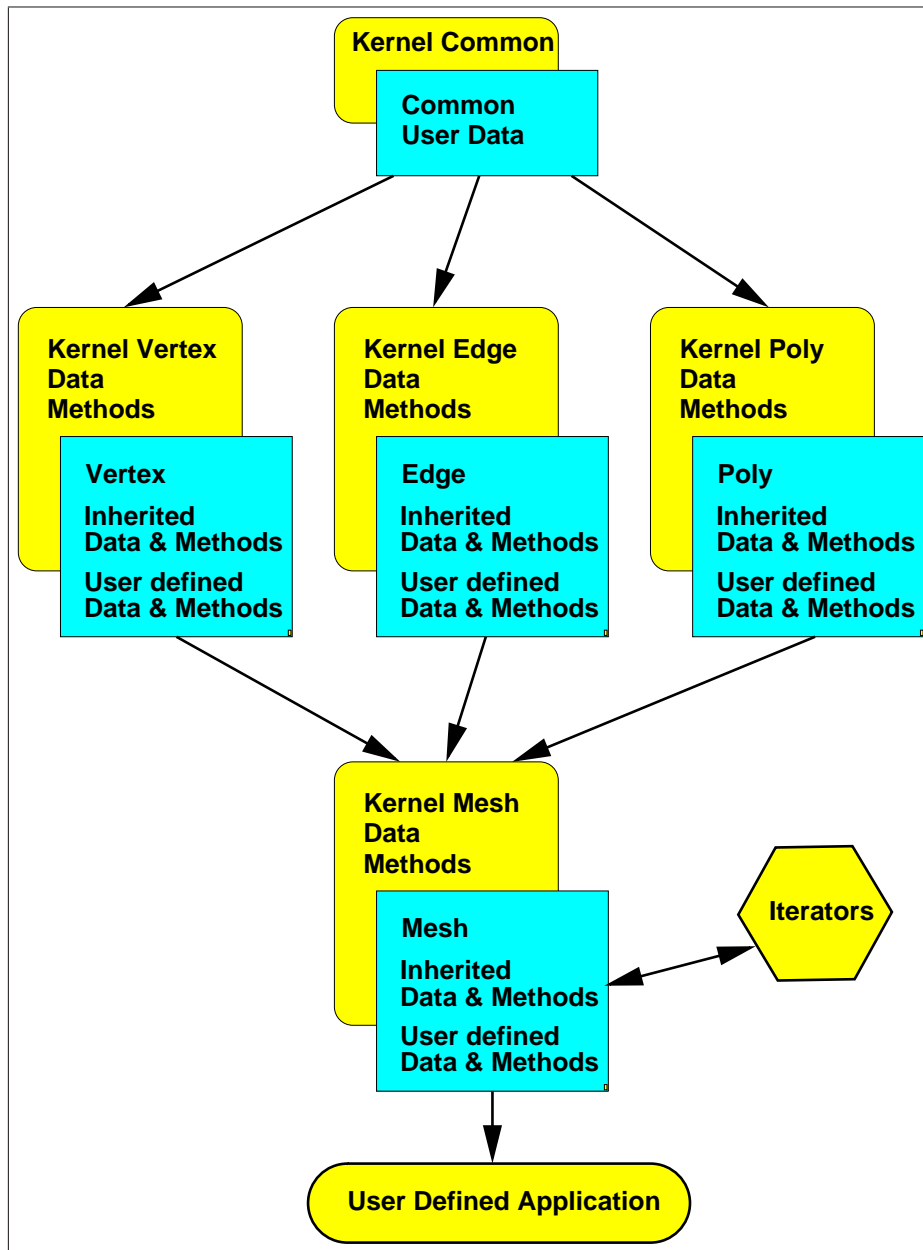 Kernel Common
Common
User Data
Kernel Vertex
Data
Methods
Vertex
Inherited
Data & Methods
User defined
Data & Methods
Kernel Edge
Data
Methods
Edge
Inherited
Data & Methods
User defined
Data & Methods
Kernel Poly
Data
Methods
Poly
Inherited
Data & Methods
User defined
Data & Methods
Kernel Mesh
Data
Methods
Mesh
Inherited
Data & Methods
User defined
Data & Methods
Iterators
User Defined Application